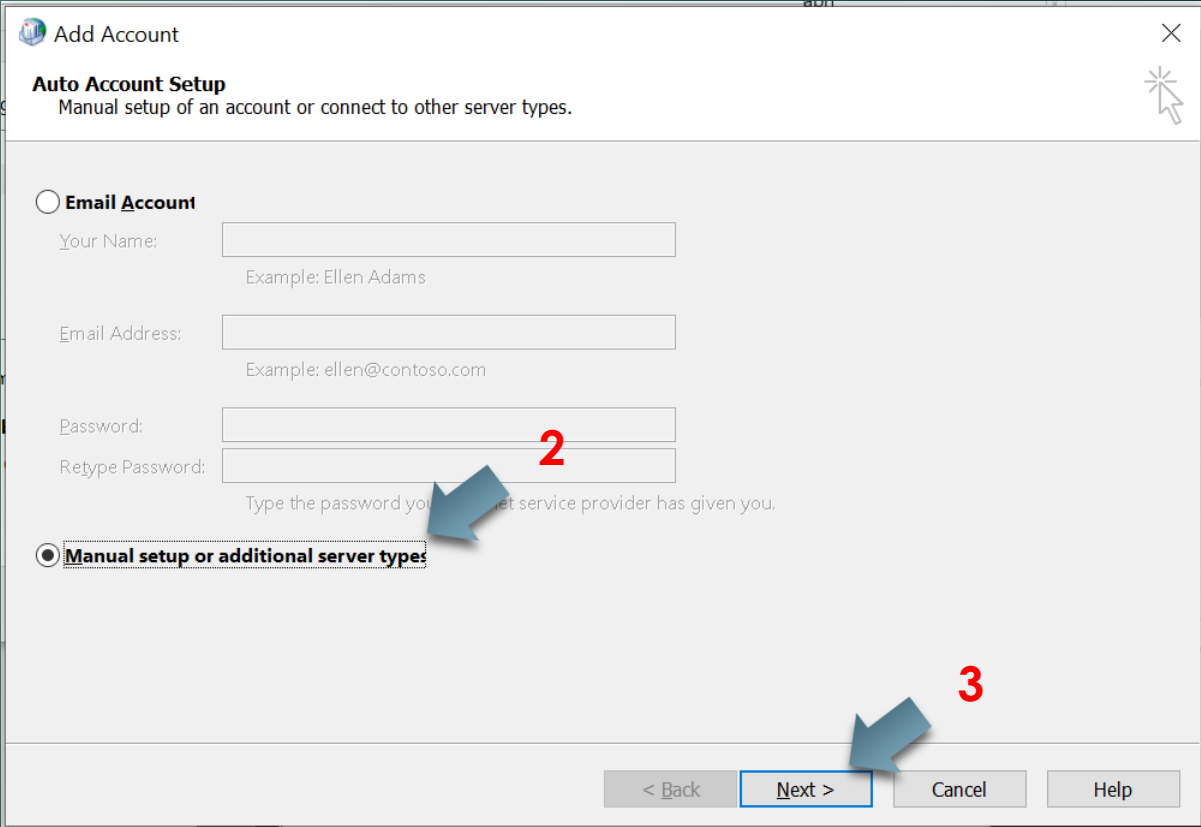 Add Account
Auto Account Setup
Manual setup of an account or connect to other server types.
Email Account
Your Name:
Example: Ellen Adams
Email Address:
Example: ellen@contoso.com
Password:
2
Retype Password:
Type the password service provider has given you.
Manual setup or additional server types
3
< Back
Next >
Cancel
Help